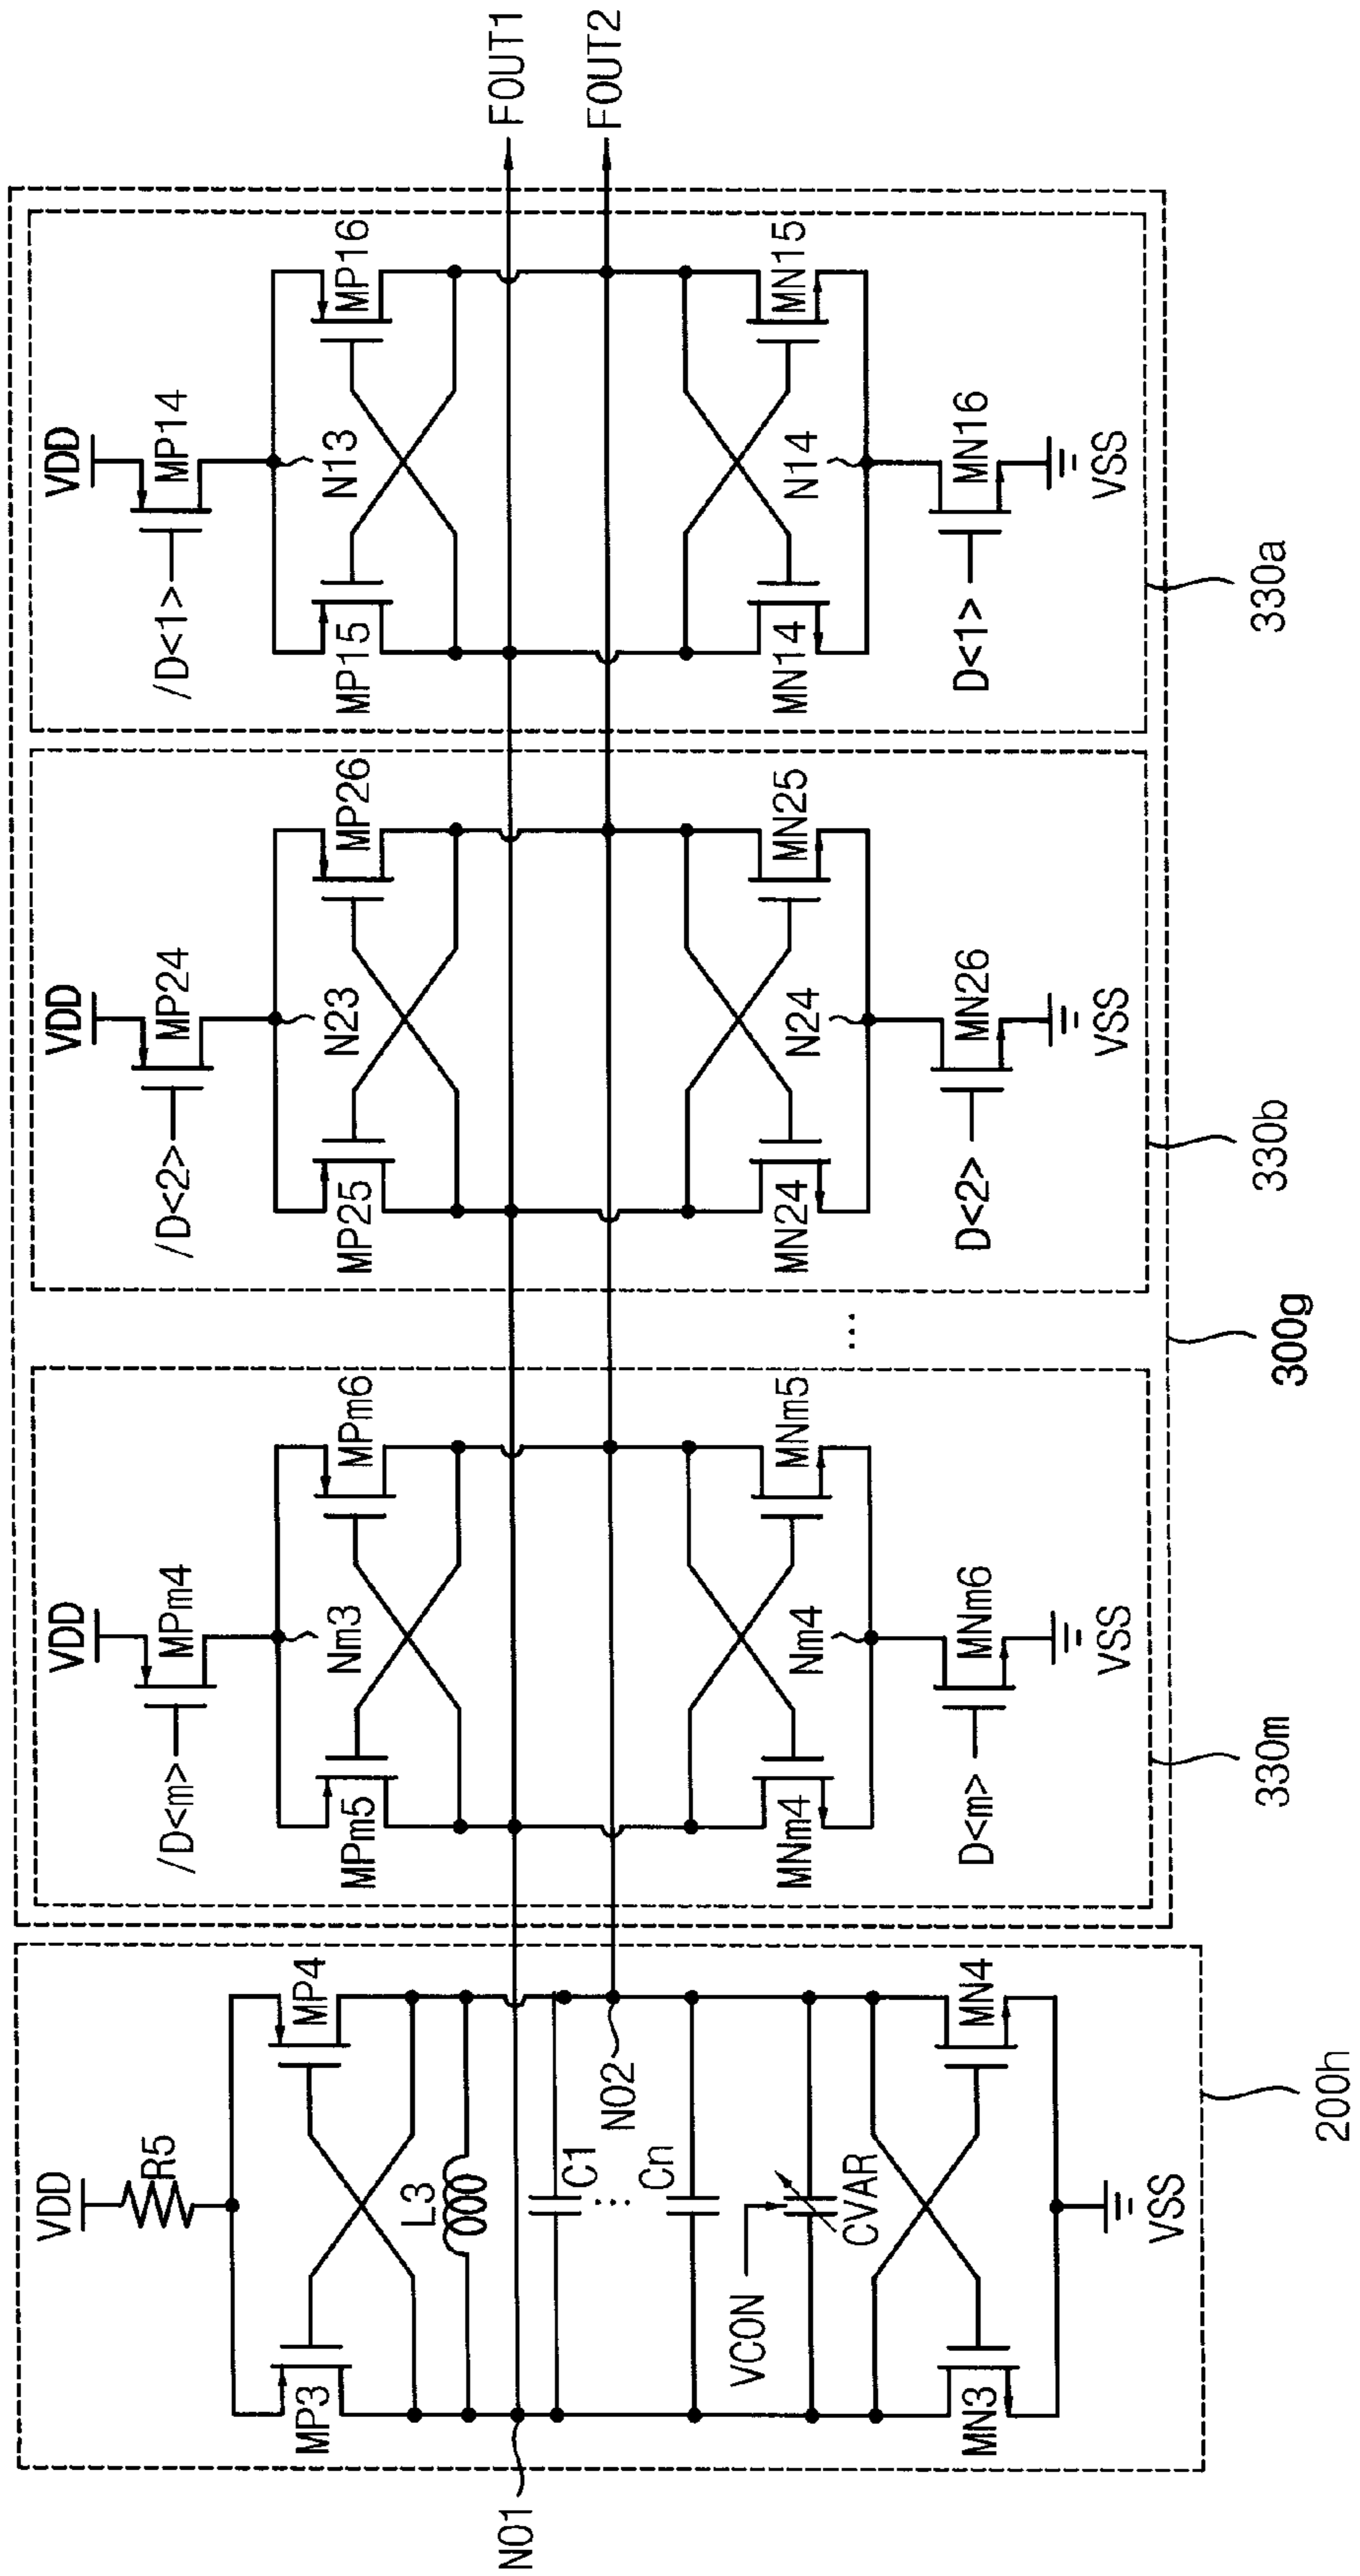 VDD
R5
MP3
MP4
L3
NO1
NO2
C1
⋮
Cn
VCON
CVAR
MN3
MN4
VSS
200h
VDD
/D<m>
MPm4
MPm5
MPm6
Nm3
MNm4
MNm5
Nm4
D<m>
MNm6
VSS
330m
...
300g
VDD
/D<2>
MP24
MP25
MP26
N23
MN24
MN25
N24
D<2>
MN26
VSS
330b
VDD
/D<1>
MP14
MP15
MP16
N13
MN14
MN15
N14
D<1>
MN16
VSS
330a
FOUT1
FOUT2